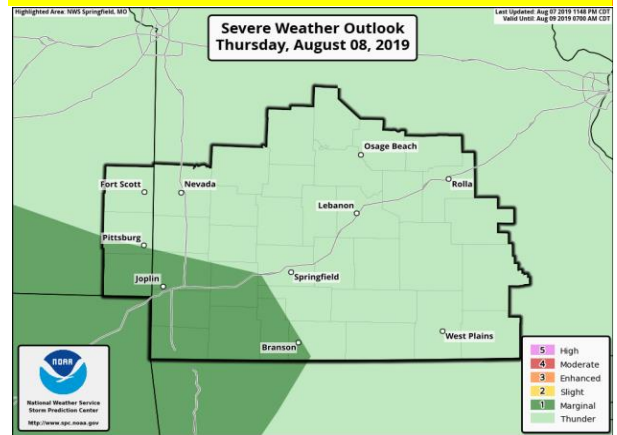 Highlighted Area: NWS Springfield, MO
Severe Weather Outlook
Thursday, August 08, 2019
Last Updated: Aug 07 2019 1148 PM CDT
Valid Until: Aug 09 2019 0700 AM CDT
Osage Beach
Fort Scott
Nevada
Rolla
Lebanon
Pittsburg
Joplin
Springfield
West Plains
Branson
NOAA
National Weather Service
Storm Prediction Center
http://www.spc.noaa.gov
5 High
4 Moderate
3 Enhanced
2 Slight
1 Marginal
Thunder